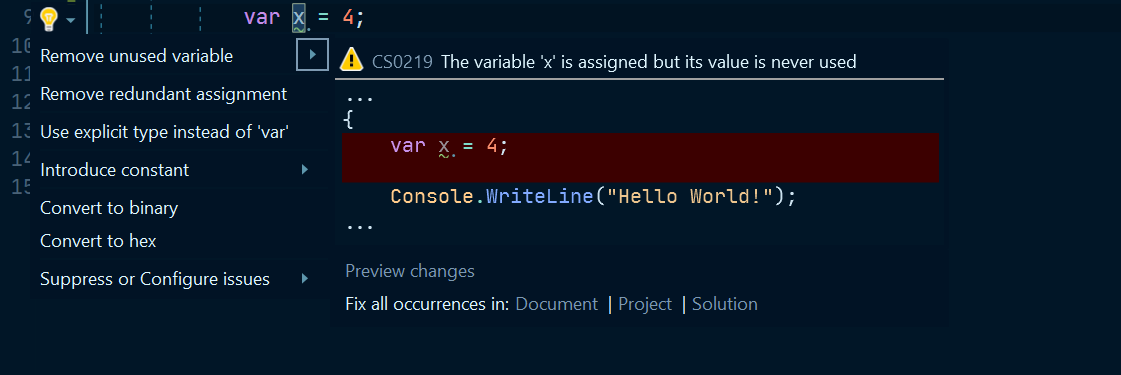 9 var x = 4;
10
11
12
13
14
15
Remove unused variable
Remove redundant assignment
Use explicit type instead of 'var'
Introduce constant
Convert to binary
Convert to hex
Suppress or Configure issues
CS0219 The variable 'x' is assigned but its value is never used
...
{
var x = 4;
Console.WriteLine("Hello World!");
...
Preview changes
Fix all occurrences in: Document | Project | Solution